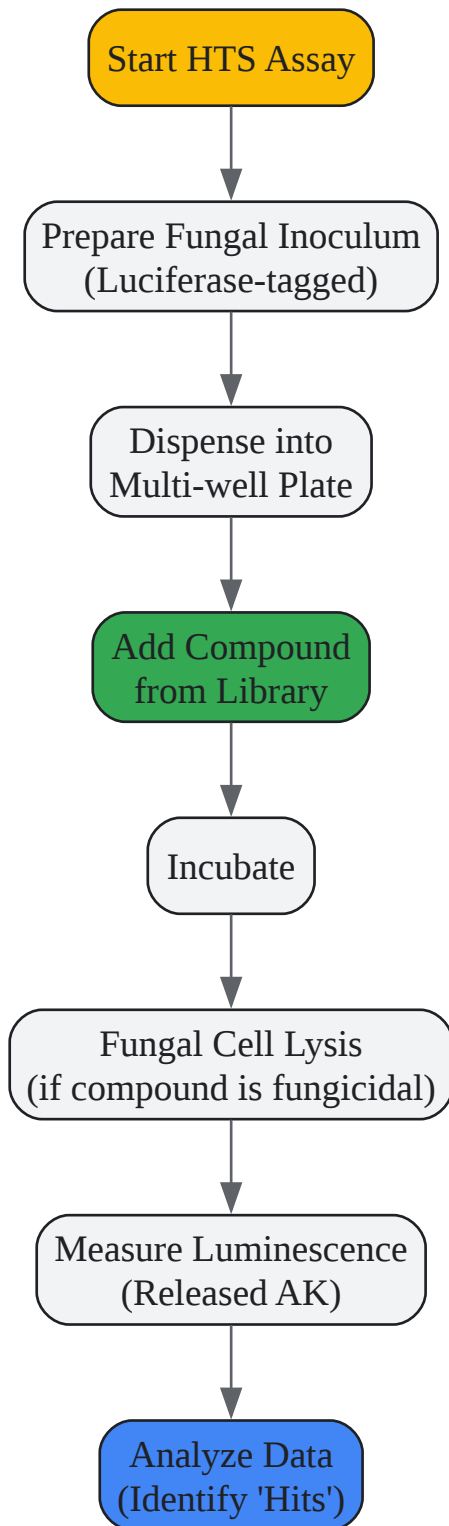 Start HTS Assay
Prepare Fungal Inoculum
(Luciferase-tagged)
Dispense into
Multi-well Plate
Add Compound
from Library
Incubate
Fungal Cell Lysis
(if compound is fungicidal)
Measure Luminescence
(Released AK)
Analyze Data
(Identify 'Hits')